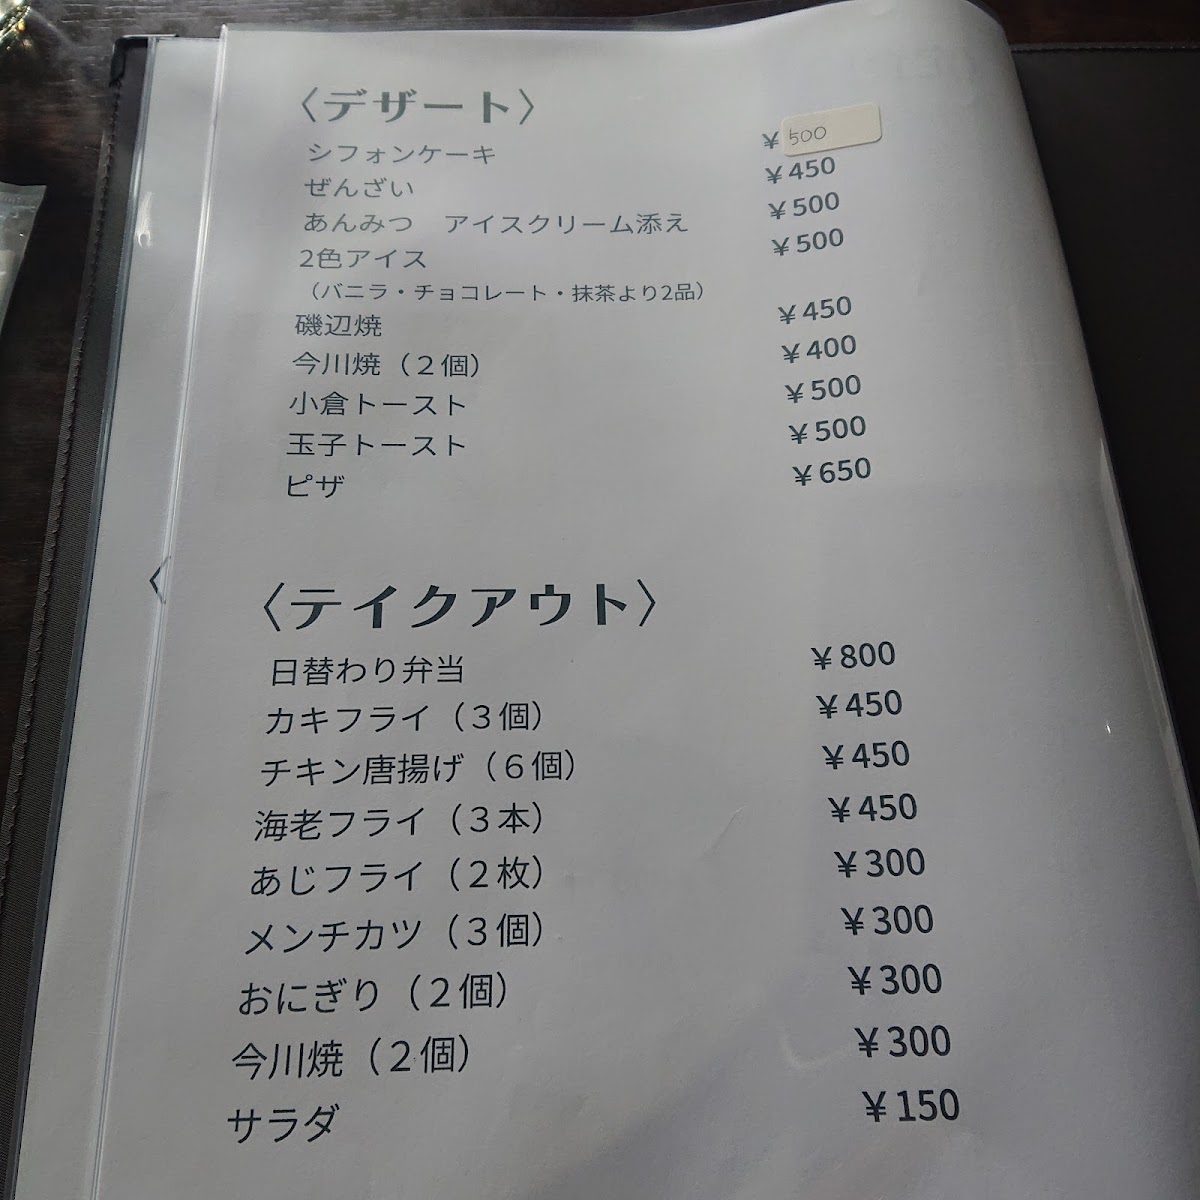 〈デザート〉
シフォンケーキ ¥500
ぜんざい ¥450
あんみつ アイスクリーム添え ¥500
2色アイス ¥500
（バニラ・チョコレート・抹茶より2品）
磯辺焼 ¥450
今川焼（２個） ¥400
小倉トースト ¥500
玉子トースト ¥500
ピザ ¥650
〈テイクアウト〉
日替わり弁当 ¥800
カキフライ（３個） ¥450
チキン唐揚げ（６個） ¥450
海老フライ（３本） ¥450
あじフライ（２枚） ¥300
メンチカツ（３個） ¥300
おにぎり（２個） ¥300
今川焼（２個） ¥300
サラダ ¥150